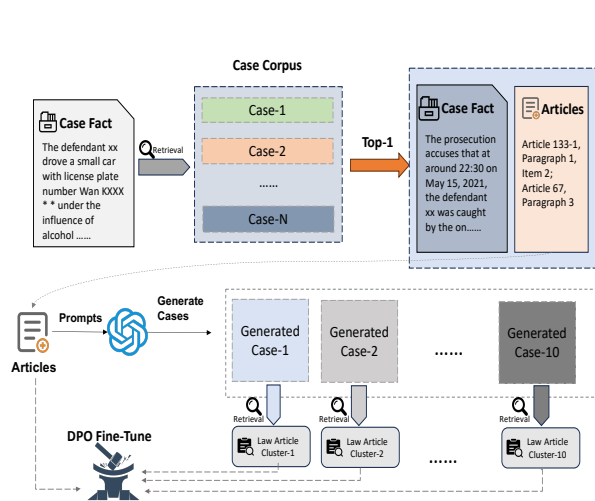 Case Corpus
Case Fact
The defendant xx
drove a small car
with license plate
number Wan KXXX
* * under the
influence of
alcohol ......
Retrieval
Case-1
Case-2
......
Case-N
Top-1
Case Fact
The prosecution
accuses that at
around 22:30 on
May 15, 2021,
the defendant
xx was caught
by the on......
Articles
Article 133-1,
Paragraph 1,
Item 2;
Article 67,
Paragraph 3
Articles
Prompts
Generate
Cases
Generated
Case-1
Generated
Case-2
......
Generated
Case-10
Retrieval
Retrieval
Retrieval
Law Article
Cluster-1
Law Article
Cluster-2
......
Law Article
Cluster-10
DPO Fine-Tune